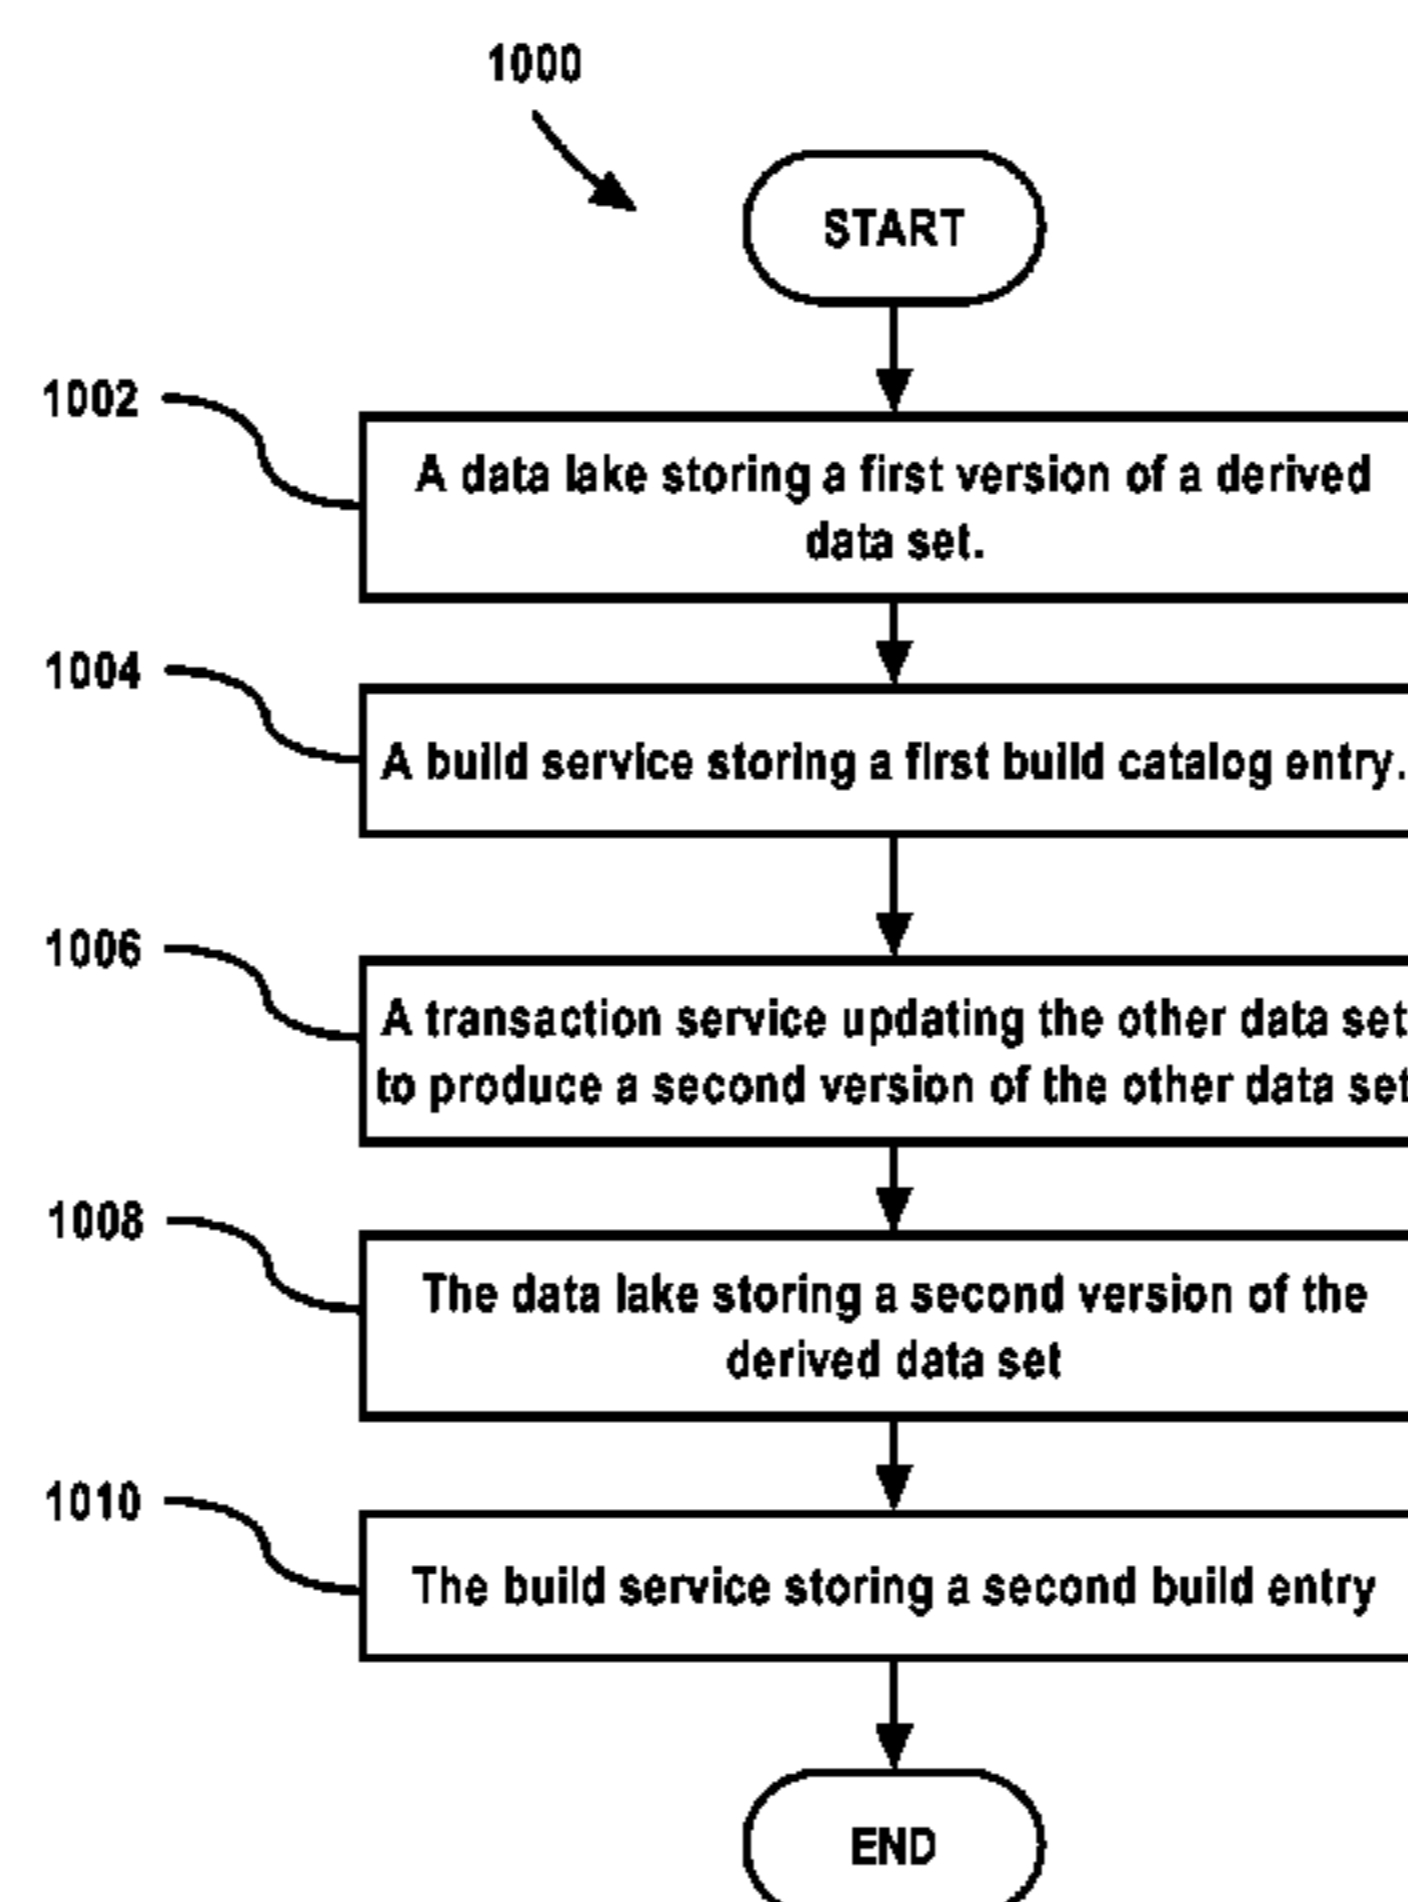 1000
START
1002
A data lake storing a first version of a derived
data set.
1004
A build service storing a first build catalog entry.
1006
A transaction service updating the other data set
to produce a second version of the other data set
1008
The data lake storing a second version of the
derived data set
1010
The build service storing a second build entry
END